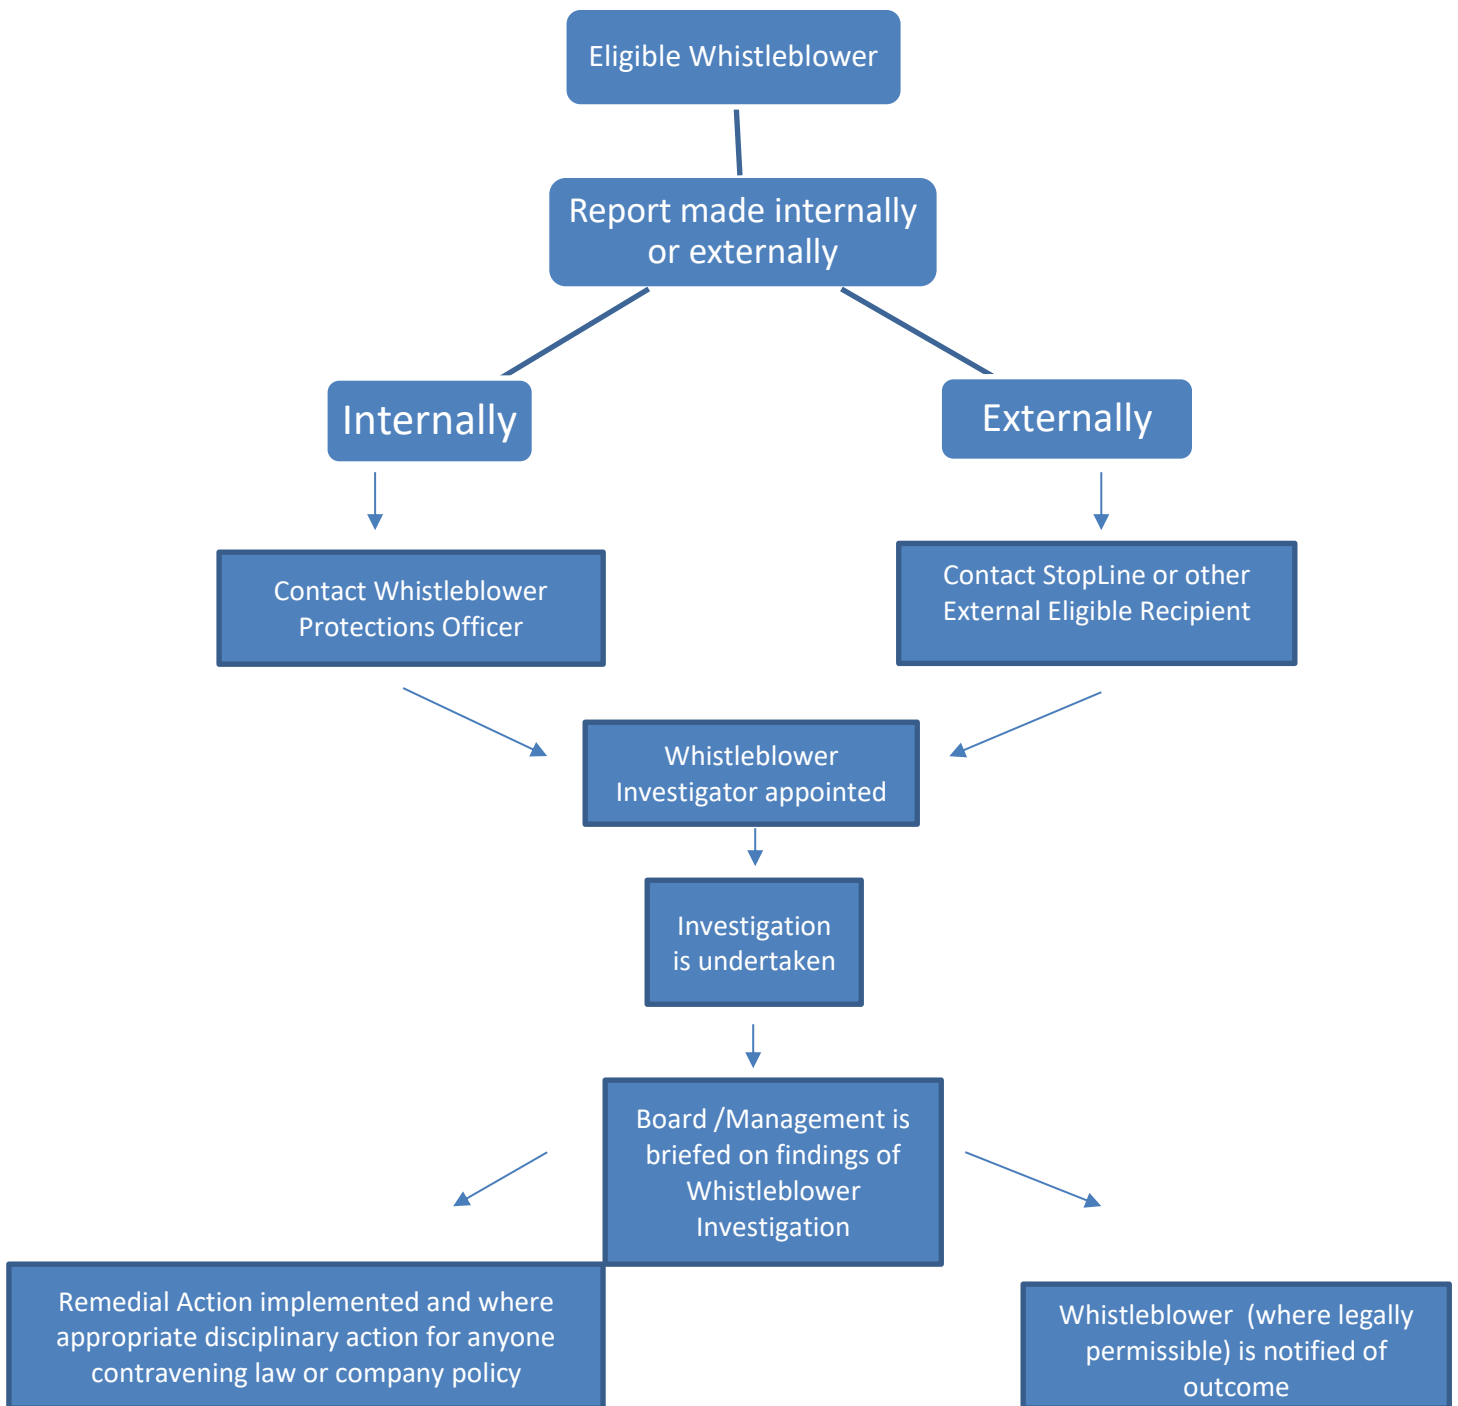 Eligible Whistleblower
Report made internally
or externally
Internally
Externally
Contact Whistleblower
Protections Officer
Contact StopLine or other
External Eligible Recipient
Whistleblower
Investigator appointed
Investigation
is undertaken
Board /Management is
briefed on findings of
Whistleblower
Investigation
Remedial Action implemented and where
appropriate disciplinary action for anyone
contravening law or company policy
Whistleblower  (where legally
permissible) is notified of
outcome